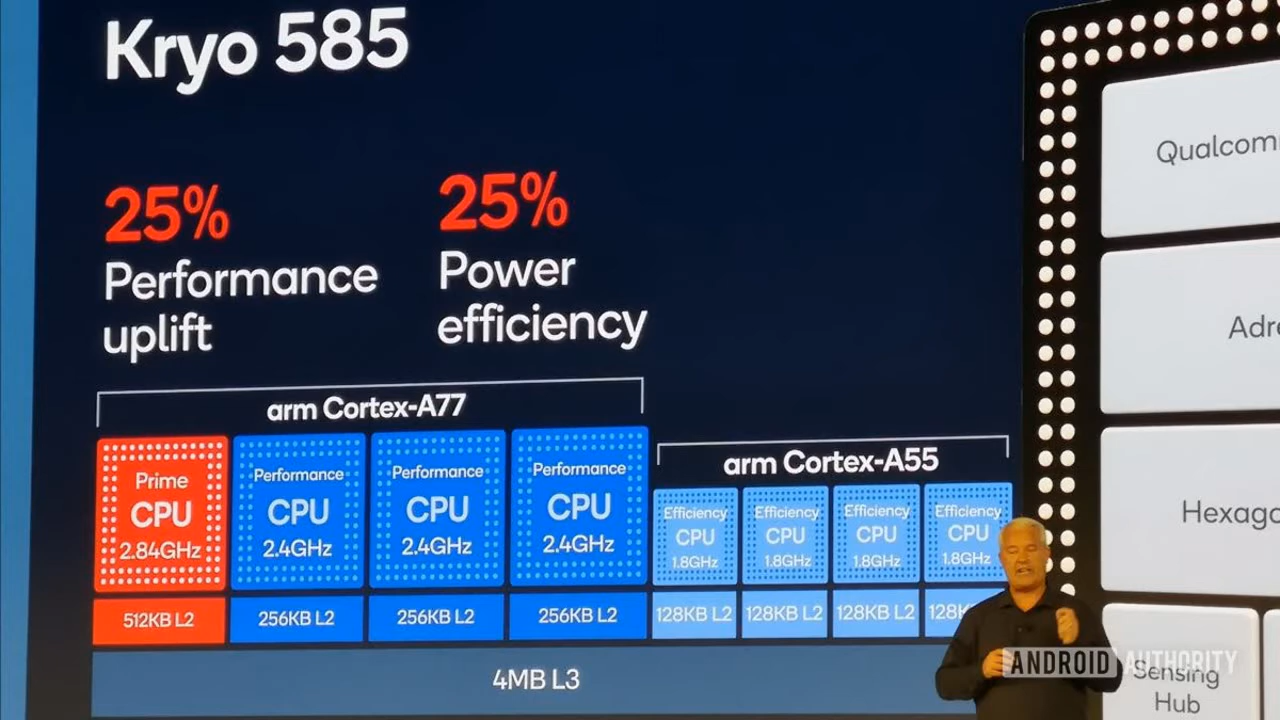 Kryo 585
25%
Performance
uplift
25%
Power
efficiency
arm Cortex-A77
Prime
CPU
2.84GHz
512KB L2
Performance
CPU
2.4GHz
256KB L2
Performance
CPU
2.4GHz
256KB L2
Performance
CPU
2.4GHz
256KB L2
arm Cortex-A55
Efficiency
CPU
1.8GHz
128KB L2
Efficiency
CPU
1.8GHz
128KB L2
Efficiency
CPU
1.8GHz
128KB L2
Efficiency
CPU
1.8GHz
128K
4MB L3
Qualcom
Adre
Hexago
Sensing
Hub
ANDROID AUTHORITY